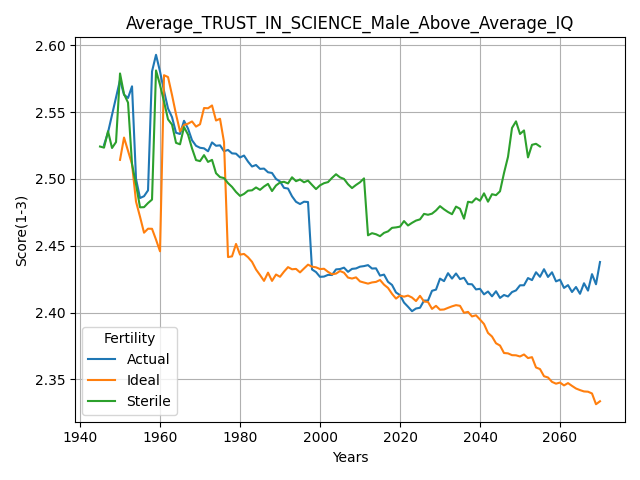 Average_TRUST_IN_SCIENCE_Male_Above_Average_IQ
2.60
2.55
2.50
2.45
2.40
2.35
Score(1-3)
Fertility
Actual
Ideal
Sterile
1940 1960 1980 2000 2020 2040 2060
Years